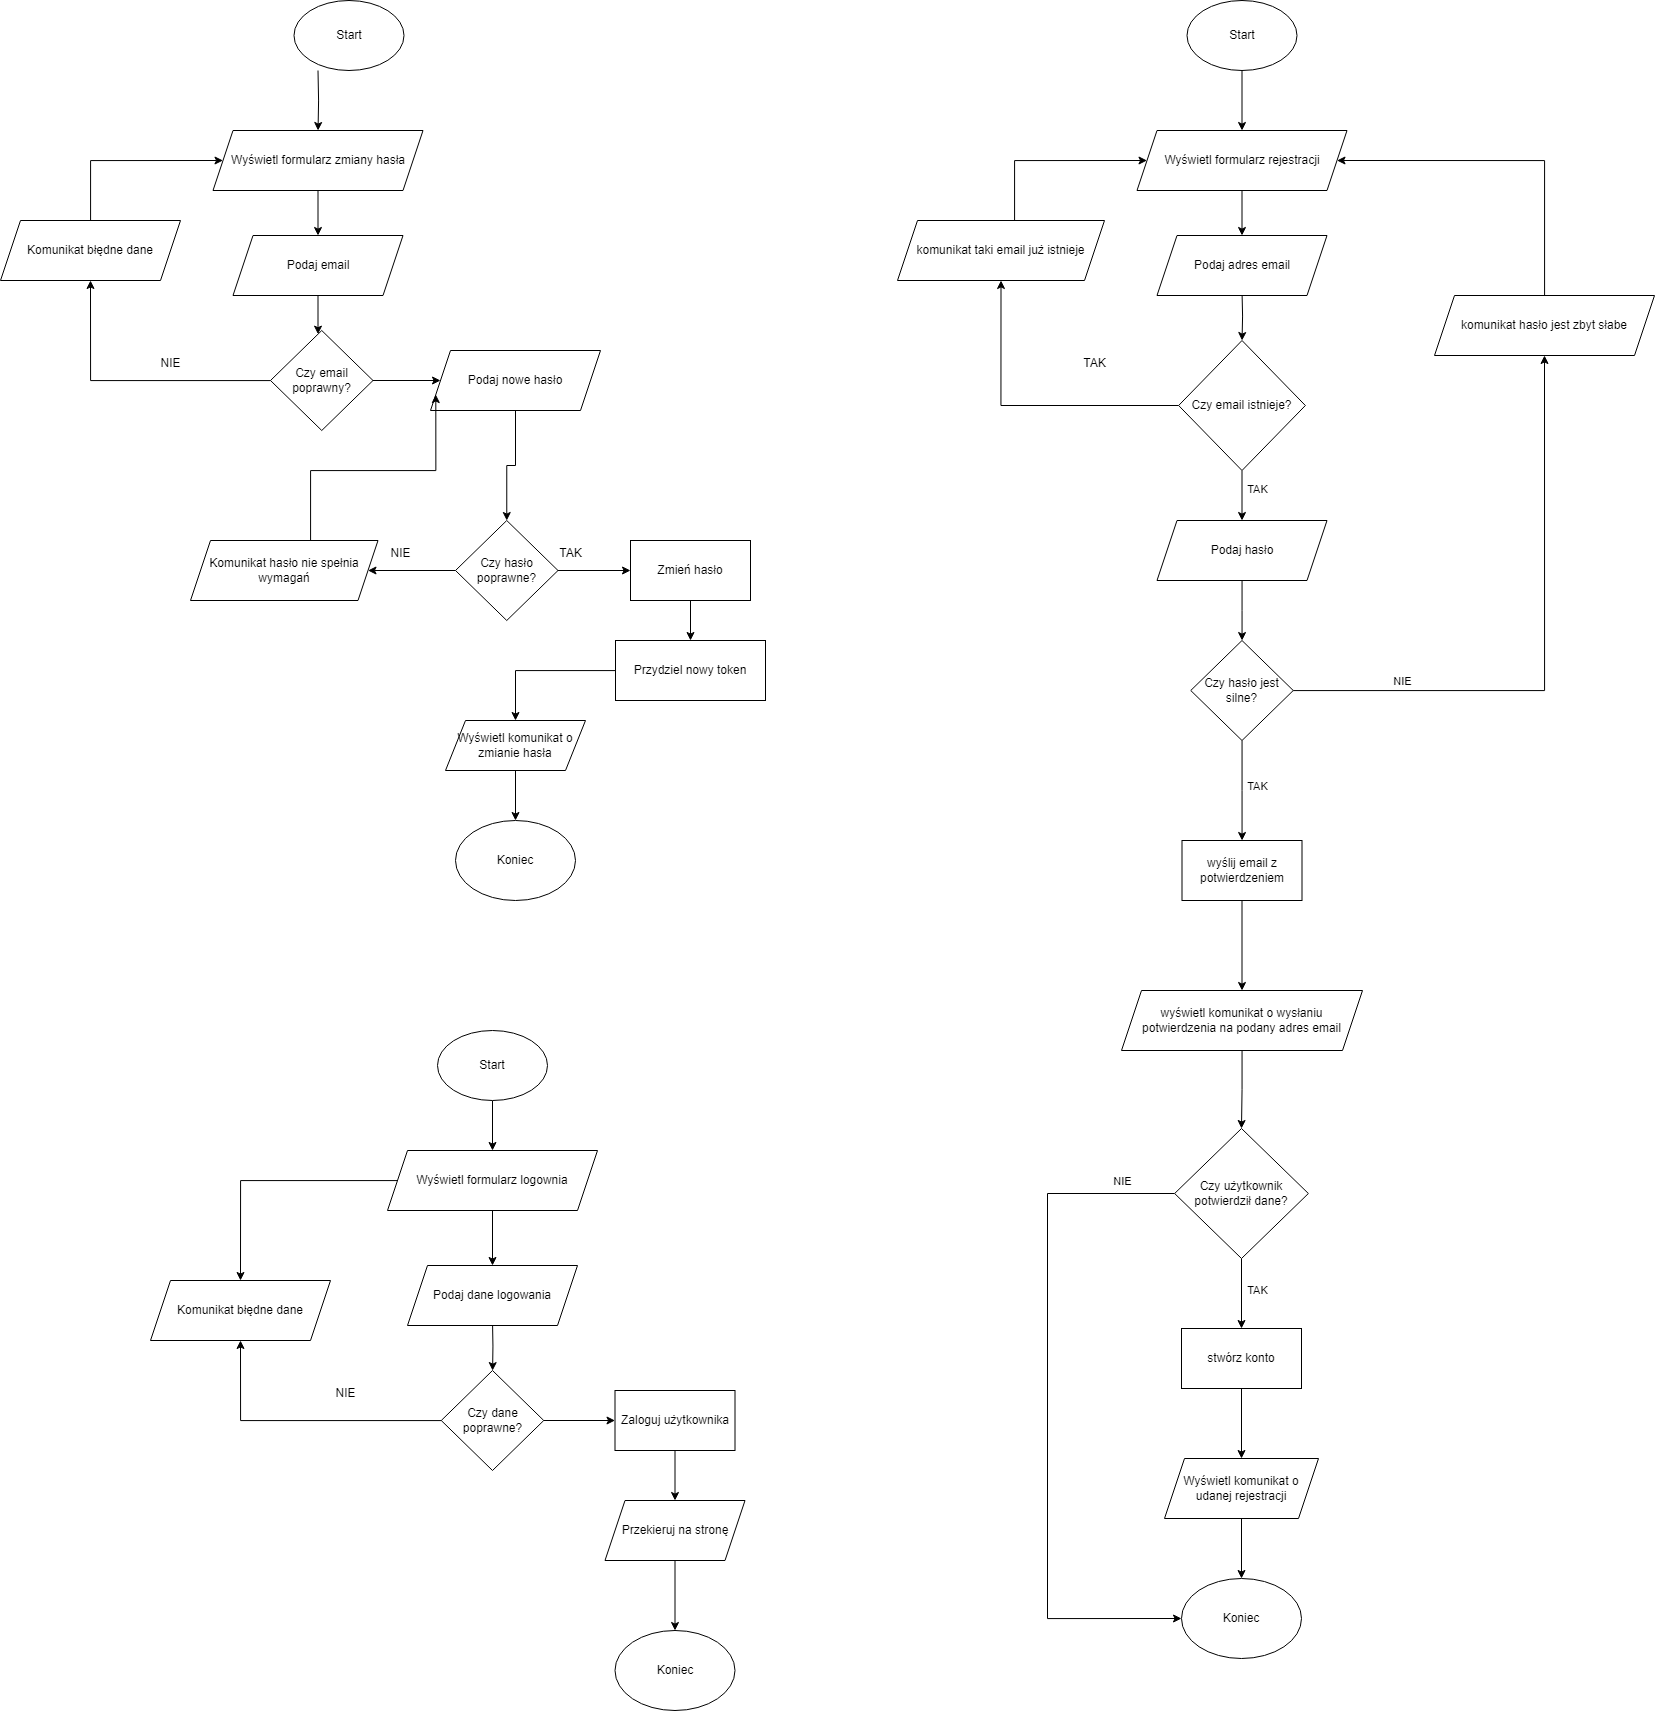 Start
Wyświetl formularz zmiany hasła
Komunikat błędne dane
Podaj email
NIE
Czy email
poprawny?
Podaj nowe hasło
Komunikat hasło nie spełnia
wymagań
NIE
Czy hasło
poprawne?
TAK
Zmień hasło
Przydziel nowy token
Wyświetl komunikat o
zmianie hasła
Koniec
Start
Wyświetl formularz logownia
Komunikat błędne dane
Podaj dane logowania
NIE
Czy dane
poprawne?
Zaloguj użytkownika
Przekieruj na stronę
Koniec
Start
Wyświetl formularz rejestracji
komunikat taki email już istnieje
Podaj adres email
komunikat hasło jest zbyt słabe
TAK
Czy email istnieje?
TAK
Podaj hasło
Czy hasło jest
silne?
NIE
TAK
wyślij email z
potwierdzeniem
wyświetl komunikat o wysłaniu
potwierdzenia na podany adres email
NIE
Czy użytkownik
potwierdził dane?
TAK
stwórz konto
Wyświetl komunikat o
udanej rejestracji
Koniec